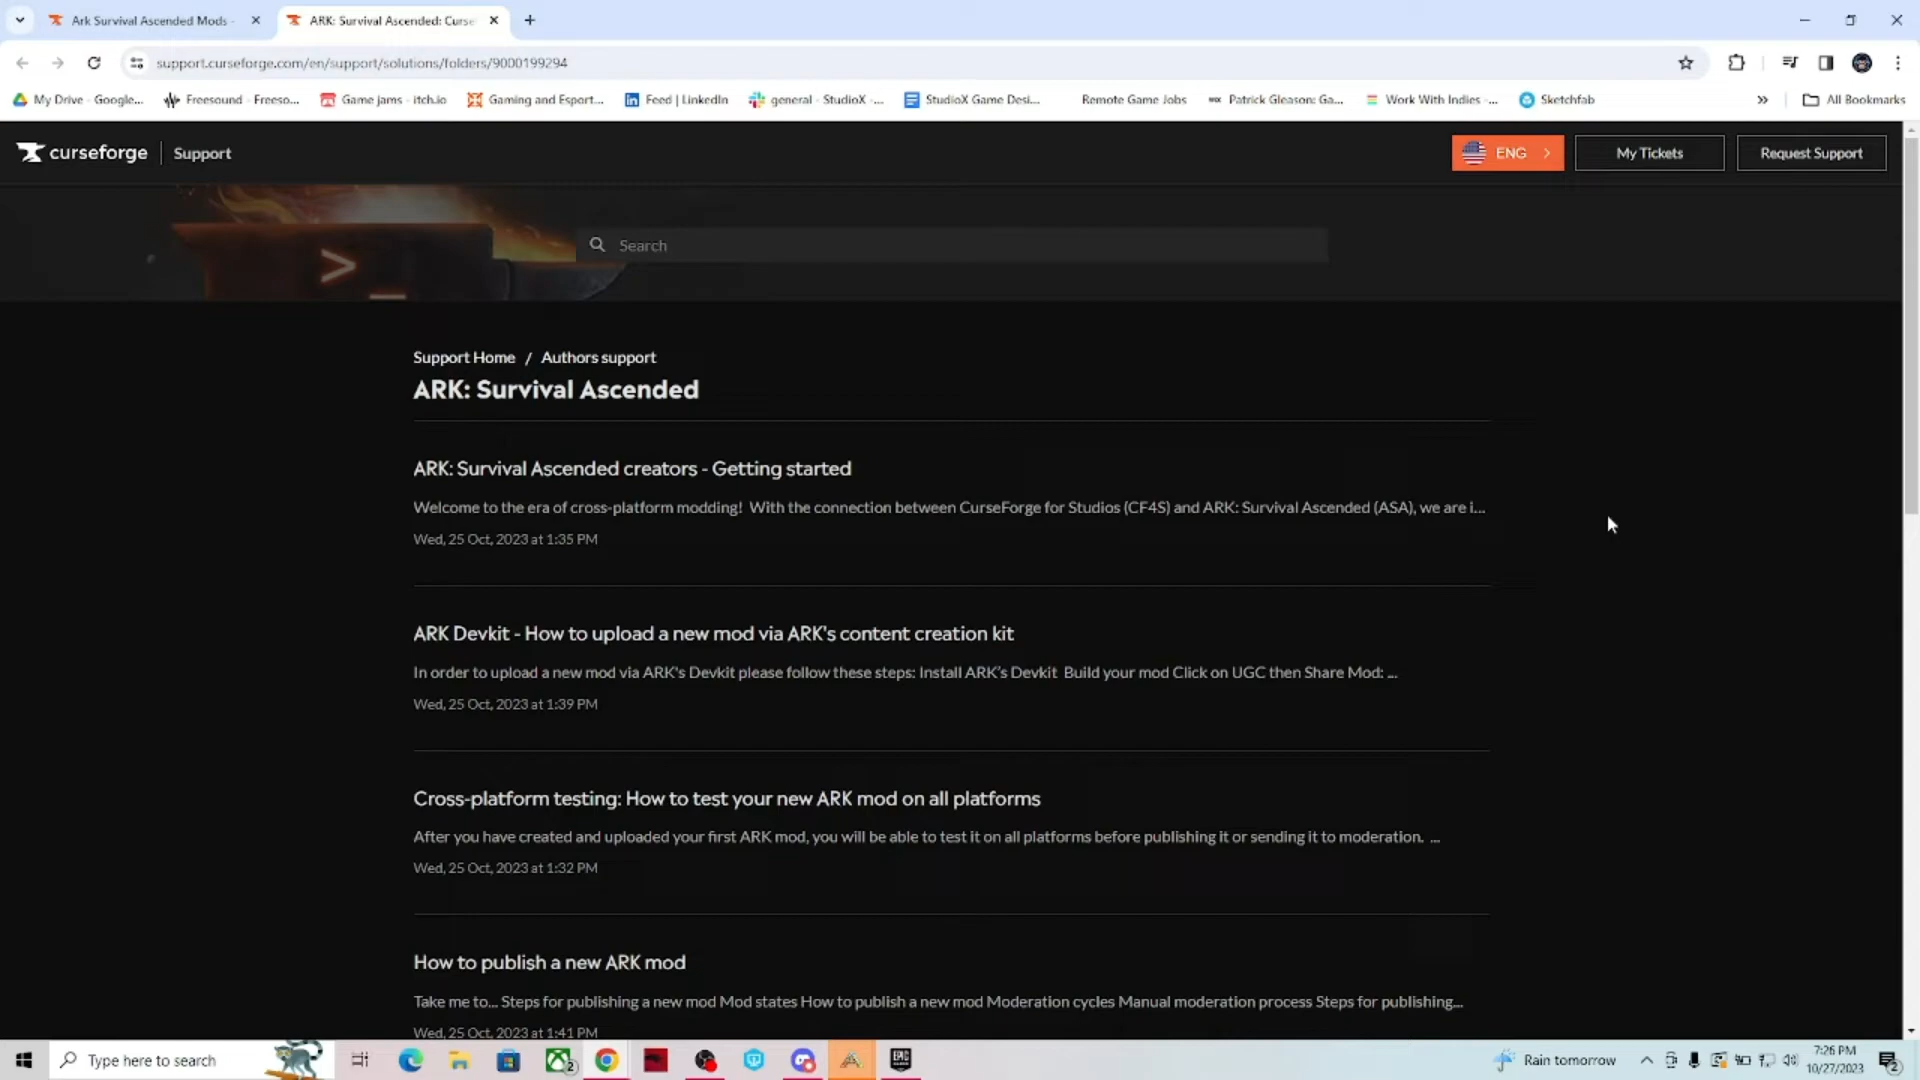 Ark Survival Ascended Mods -
ARK: Survival Ascended: Curse
support.curseforge.com/en/support/solutions/folders/9000199294
My Drive - Google...
Freesound - Freeso...
Game jams - itch.io
Gaming and Esport...
Feed | LinkedIn
general - StudioX -...
StudioX Game Desi...
Remote Game Jobs
Patrick Gleason: Ga...
Work With Indies -...
Sketchfab
»
All Bookmarks
curseforge
Support
ENG
My Tickets
Request Support
Search
Support Home / Authors support
ARK: Survival Ascended
ARK: Survival Ascended creators - Getting started
Welcome to the era of cross-platform modding! With the connection between CurseForge for Studios (CF4S) and ARK: Survival Ascended (ASA), we are i...
Wed, 25 Oct, 2023 at 1:35 PM
ARK Devkit - How to upload a new mod via ARK's content creation kit
In order to upload a new mod via ARK's Devkit please follow these steps: Install ARK’s Devkit Build your mod Click on UGC then Share Mod: ...
Wed, 25 Oct, 2023 at 1:39 PM
Cross-platform testing: How to test your new ARK mod on all platforms
After you have created and uploaded your first ARK mod, you will be able to test it on all platforms before publishing it or sending it to moderation. ...
Wed, 25 Oct, 2023 at 1:32 PM
How to publish a new ARK mod
Take me to... Steps for publishing a new mod Mod states How to publish a new mod Moderation cycles Manual moderation process Steps for publishing...
Wed, 25 Oct, 2023 at 1:41 PM
Type here to search
2
EPIC
Rain tomorrow
7:26 PM
10/27/2023
2